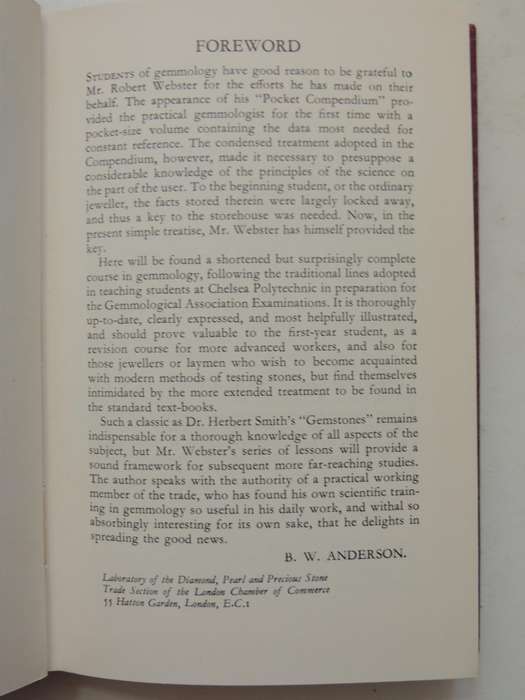 FOREWORD
STUDENTS of gemmology have good reason to be grateful to
Mr. Robert Webster for the efforts he has made on their
behalf. The appearance of his "Pocket Compendium" pro-
vided the practical gemmologist for the first time with a
pocket-size volume containing the data most needed for
constant reference. The condensed treatment adopted in the
Compendium, however, made it necessary to presuppose a
considerable knowledge of the principles of the science on
the part of the user. To the beginning student, or the ordinary
jeweller, the facts stored therein were largely locked away,
and thus a key to the storehouse was needed. Now, in the
present simple treatise, Mr. Webster has himself provided the
key.
Here will be found a shortened but surprisingly complete
course in gemmology, following the traditional lines adopted
in teaching students at Chelsea Polytechnic in preparation for
the Gemmological Association Examinations. It is thoroughly
up-to-date, clearly expressed, and most helpfully illustrated,
and should prove valuable to the first-year student, as a
revision course for more advanced workers, and also for
those jewellers or laymen who wish to become acquainted
with modern methods of testing stones, but find themselves
intimidated by the more extended treatment to be found in
the standard text-books.
Such a classic as Dr. Herbert Smith's "Gemstones" remains
indispensable for a thorough knowledge of all aspects of the
subject, but Mr. Webster's series of lessons will provide a
sound framework for subsequent more far-reaching studies.
The author speaks with the authority of a practical working
member of the trade, who has found his own scientific train-
ing in gemmology so useful in his daily work, and withal so
absorbingly interesting for its own sake, that he delights in
spreading the good news.
B. W. ANDERSON.
Laboratory of the Diamond, Pearl and Precious Stone
Trade Section of the London Chamber of Commerce
55 Hatton Garden, London, E.C.1